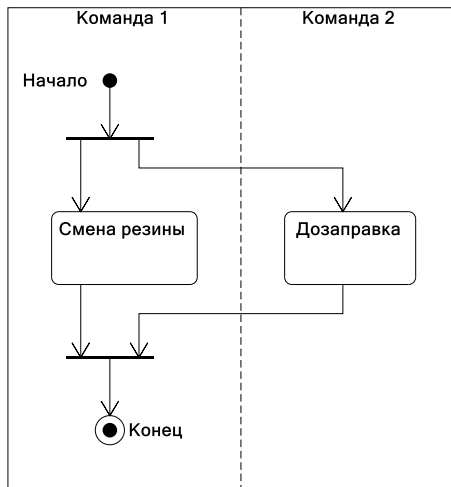 Команда 1
Команда 2
Начало
Смена резины
Дозаправка
Конец